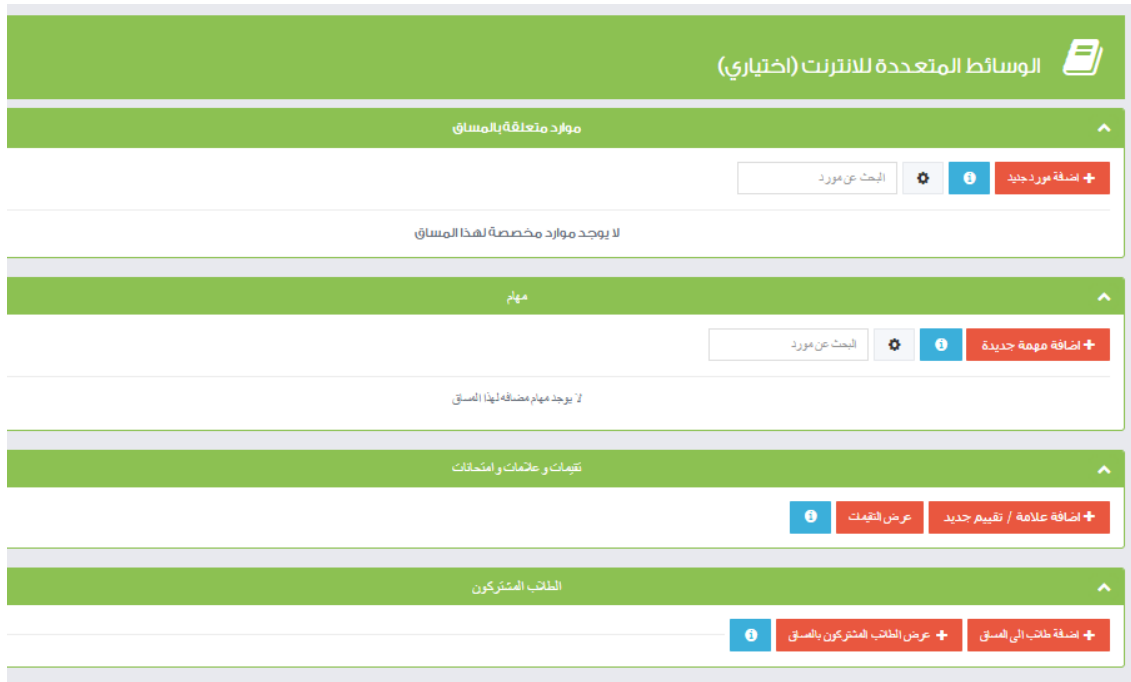 الوسائط المتعددة للانترنت (اختياري)
موارد متعلقة بالمساق
+ اضافة مورد جديد
البحث عن مورد
لا يوجد موارد مخصصة لهذا المساق
مهام
+ اضافة مهمة جديدة
البحث عن مورد
لا يوجد مهام مضافه لهذا المساق
تقيمات و علامات و امتحانات
+ اضافة علامة / تقييم جديد
عرض التقيمات
الطلاب المشتركون
+ اضافة طلاب الى المساق
+ عرض الطلاب المشتركون بالمساق